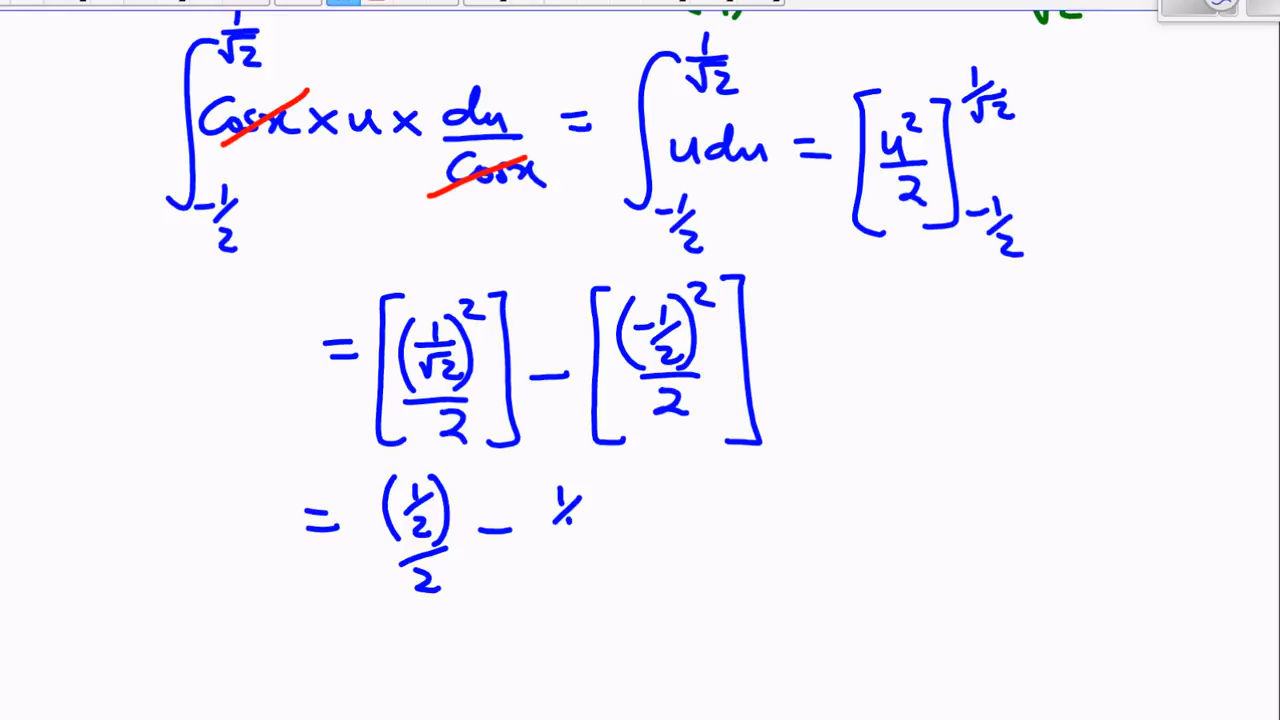 ∫_{-1/2}^{1/√2} Cosx × u × du/Cosx = ∫_{-1/2}^{1/√2} u du = [u²/2]_{-1/2}^{1/√2}
= [(1/√2)²/2] - [(-1/2)²/2]
= (1/2)/2 - 1/